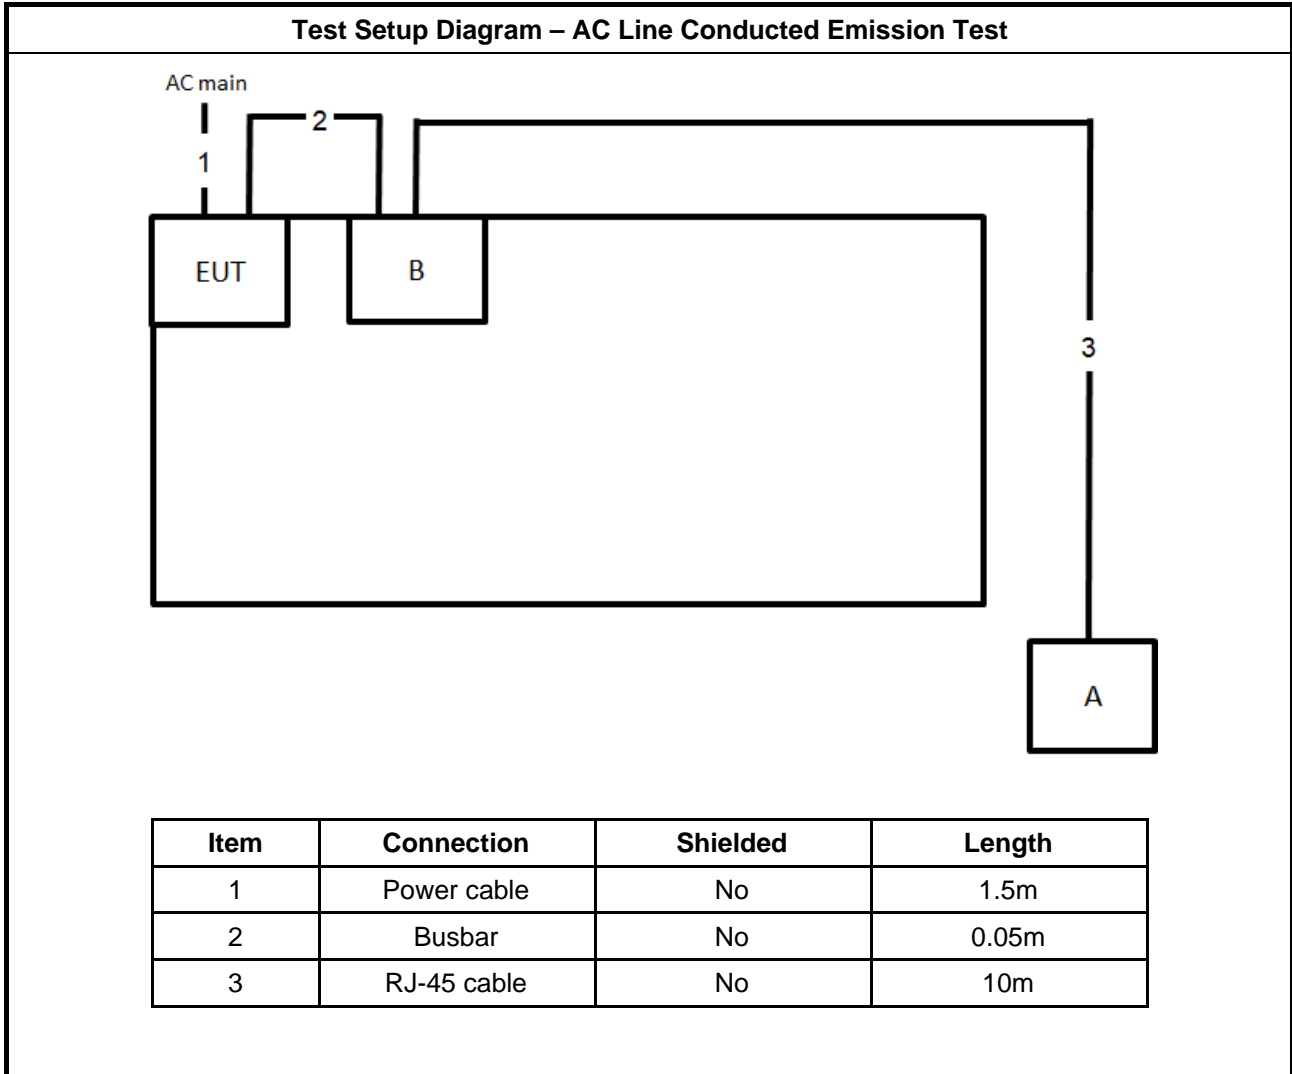 Test Setup Diagram – AC Line Conducted Emission Test
AC main
2
1
EUT
B
3
A
Item Connection Shielded Length
1 Power cable No 1.5m
2 Busbar No 0.05m
3 RJ-45 cable No 10m